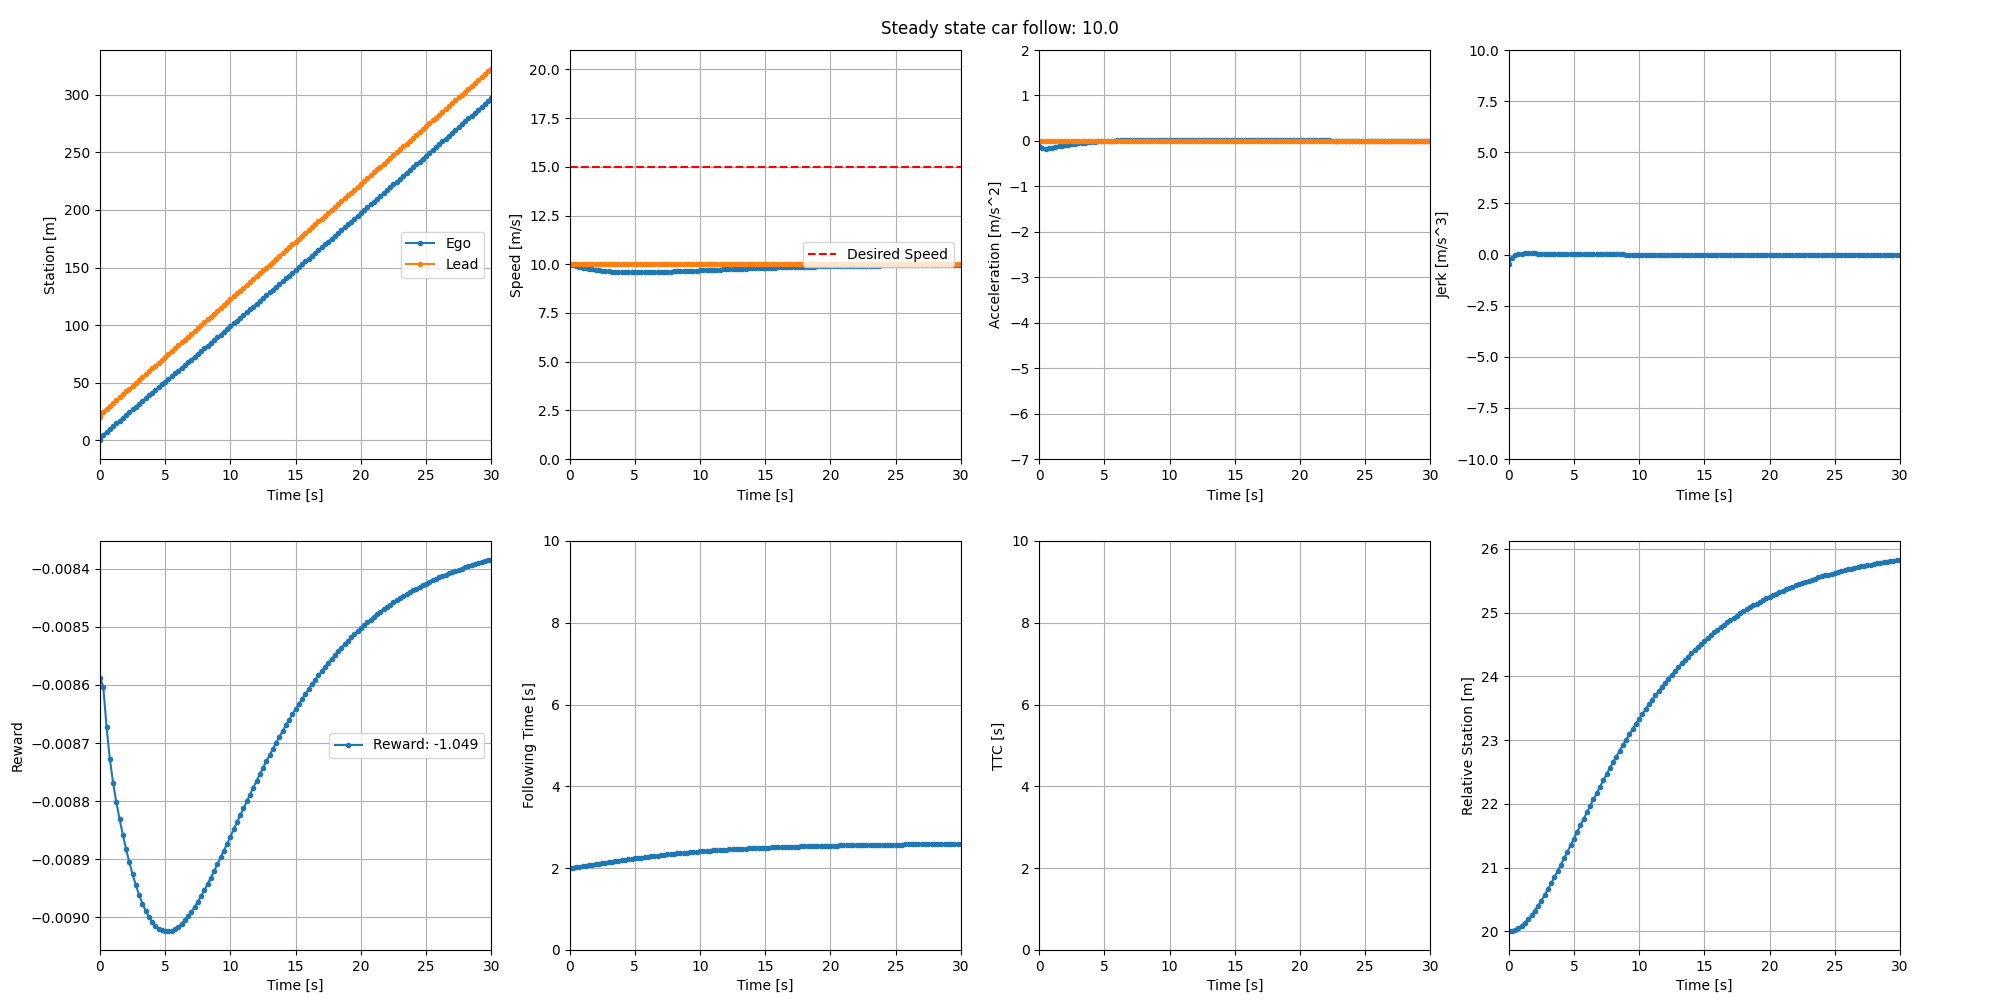 Steady state car follow: 10.0
Station [m]
300
250
200
150
100
50
0
Ego
Lead
0 5 10 15 20 25 30
Time [s]
Speed [m/s]
20.0
17.5
15.0
12.5
10.0
7.5
5.0
2.5
0.0
Desired Speed
0 5 10 15 20 25 30
Time [s]
Acceleration [m/s^2]
2
1
0
−1
−2
−3
−4
−5
−6
−7
0 5 10 15 20 25 30
Time [s]
Jerk [m/s^3]
10.0
7.5
5.0
2.5
0.0
−2.5
−5.0
−7.5
−10.0
0 5 10 15 20 25 30
Time [s]
Reward
−0.0084
−0.0085
−0.0086
−0.0087
−0.0088
−0.0089
−0.0090
Reward: -1.049
0 5 10 15 20 25 30
Time [s]
Following Time [s]
10
8
6
4
2
0
0 5 10 15 20 25 30
Time [s]
TTC [s]
10
8
6
4
2
0
0 5 10 15 20 25 30
Time [s]
Relative Station [m]
26
25
24
23
22
21
20
0 5 10 15 20 25 30
Time [s]